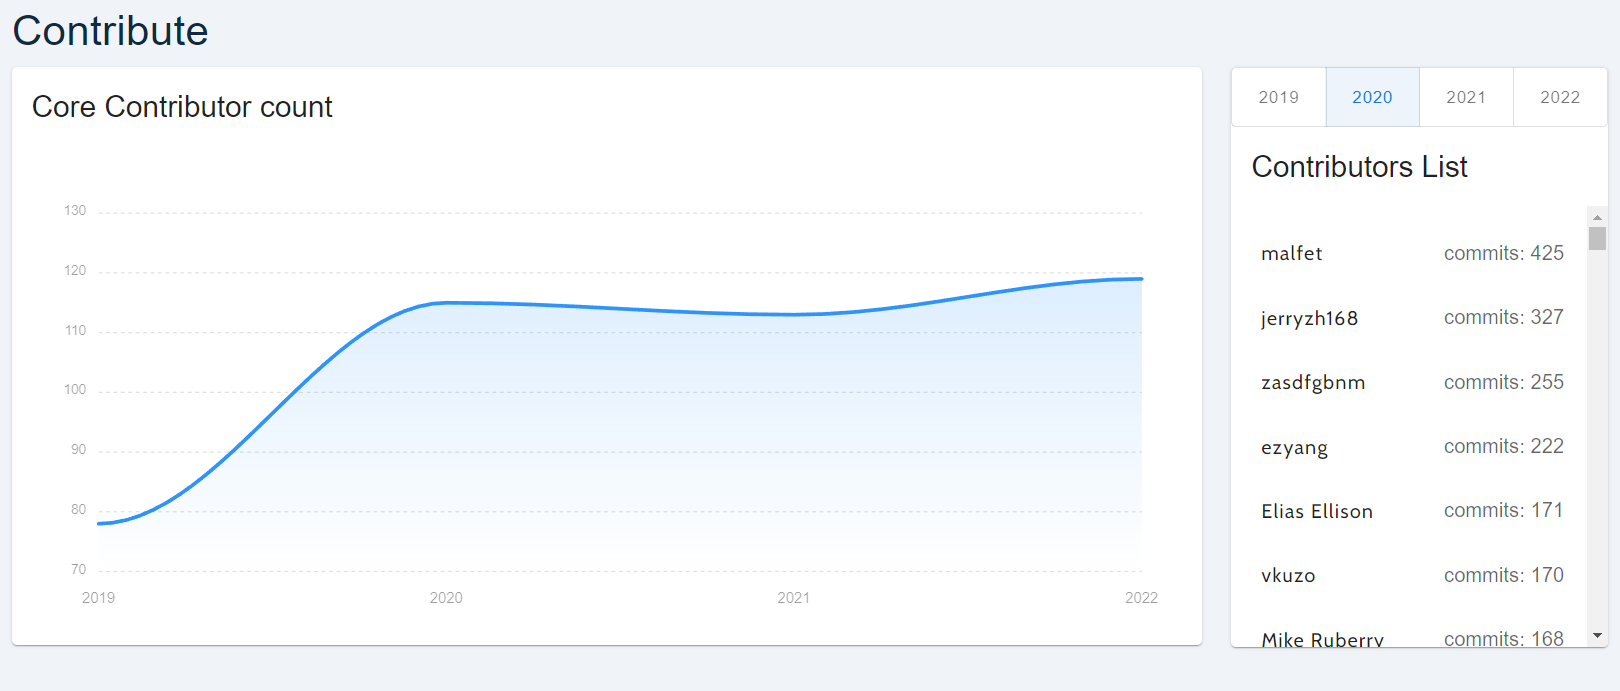 Contribute
Core Contributor count
130
120
110
100
90
80
70
2019 2020 2021 2022
2019 2020 2021 2022
Contributors List
malfet commits: 425
jerryzh168 commits: 327
zasdfgbnm commits: 255
ezyang commits: 222
Elias Ellison commits: 171
vkuzo commits: 170
Mike Ruberry commits: 168